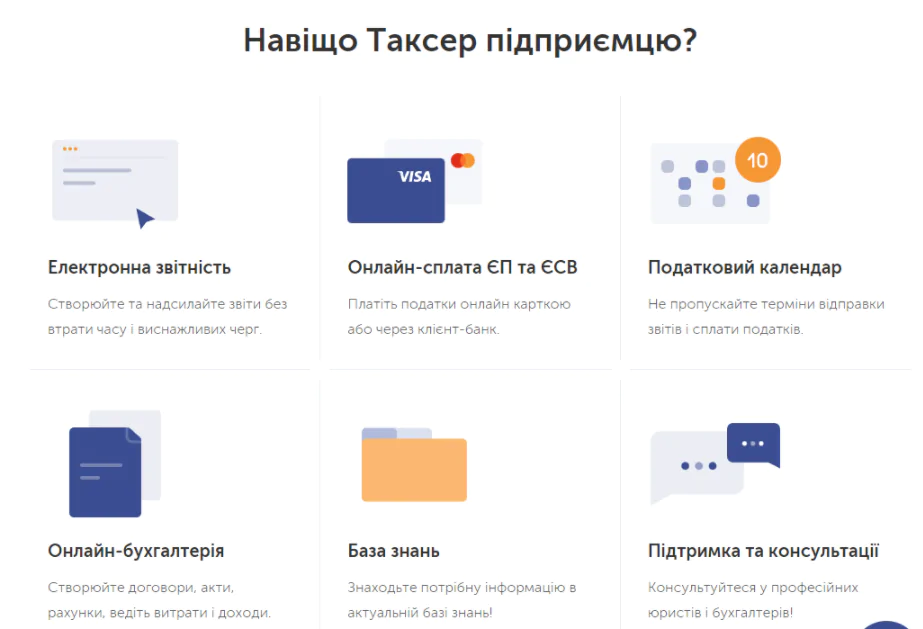 Навіщо Таксер підприємцю?
VISA
10
Електронна звітність
Створюйте та надсилайте звіти без
втрати часу і виснажливих черг.
Онлайн-сплата ЄП та ЄСВ
Платіть податки онлайн карткою
або через клієнт-банк.
Податковий календар
Не пропускайте терміни відправки
звітів і сплати податків.
Онлайн-бухгалтерія
Створюйте договори, акти,
рахунки, ведіть витрати і доходи.
База знань
Знаходьте потрібну інформацію в
актуальній базі знань!
Підтримка та консультації
Консультуйтеся у професійних
юристів і бухгалтерів!